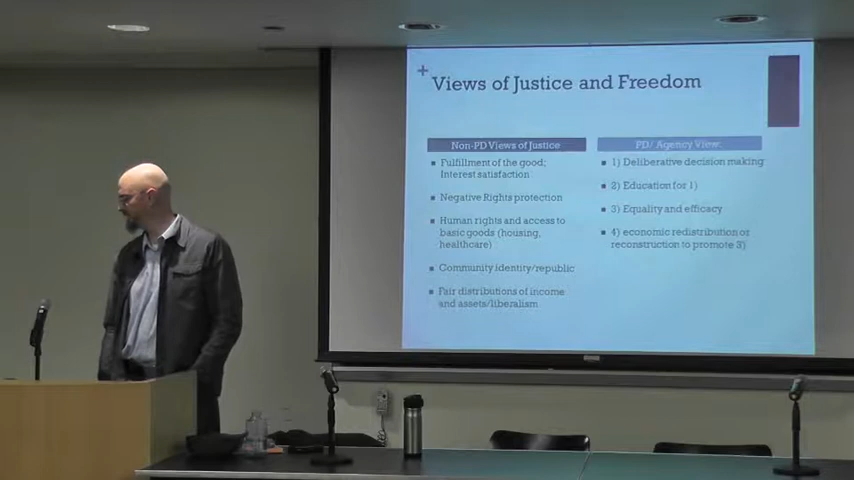 +
Views of Justice and Freedom
Non-PD Views of Justice
Fulfillment of the good;
Interest satisfaction
Negative Rights protection
Human rights and access to
basic goods (housing,
healthcare)
Community identity/republic
Fair distributions of income
and assets/liberalism
PD/ Agency View:
1) Deliberative decision making
2) Education for 1)
3) Equality and efficacy
4) economic redistribution or
reconstruction to promote 3)